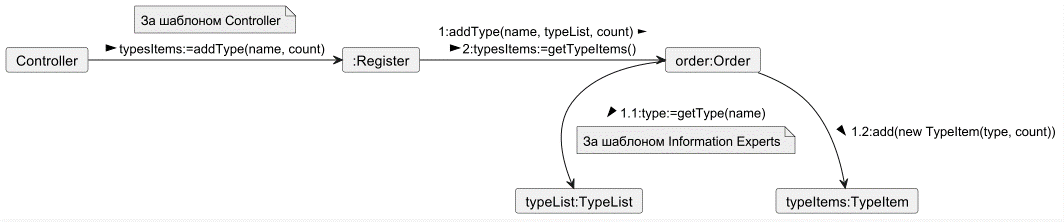 За шаблоном Controller
typesItems:=addType(name, count)
1:addType(name, typeList, count)
2:typesItems:=getTypeItems()
Controller
:Register
order:Order
1.1:type:=getType(name)
За шаблоном Information Experts
1.2:add(new TypeItem(type, count))
typeList:TypeList
typeItems:TypeItem